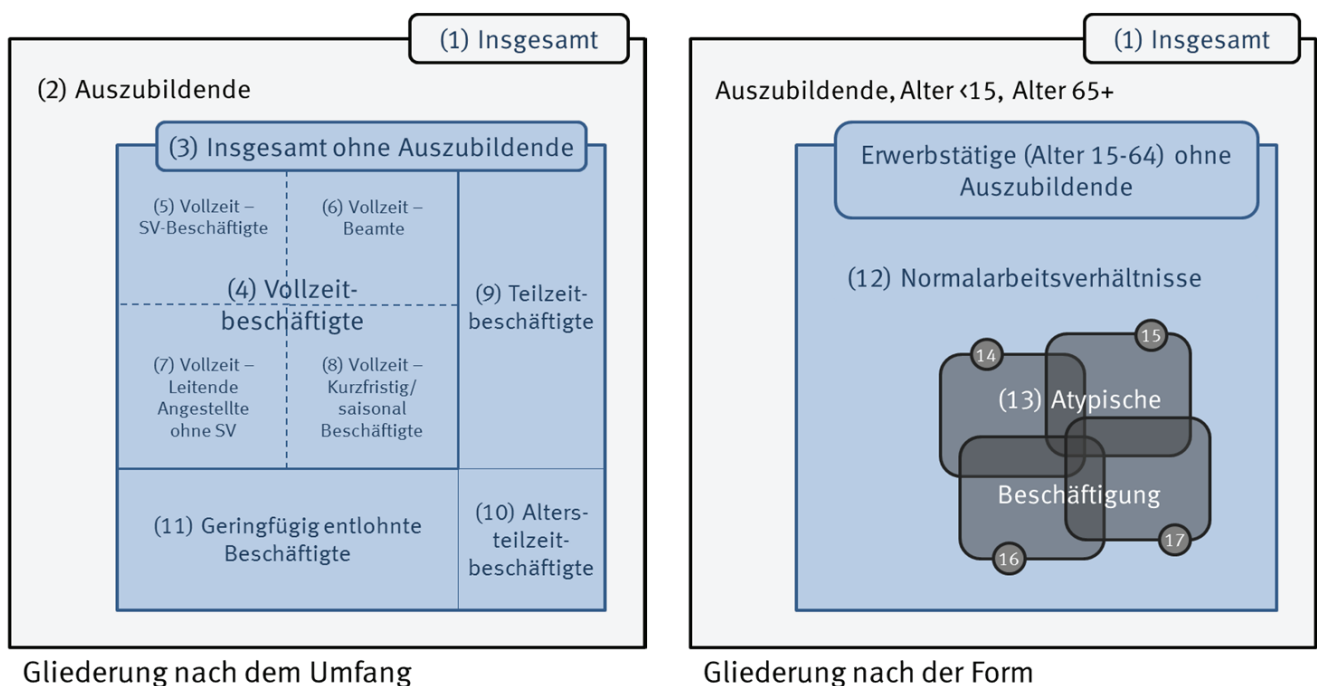 (1) Insgesamt
(2) Auszubildende
(3) Insgesamt ohne Auszubildende
(5) Vollzeit –
SV-Beschäftigte
(6) Vollzeit –
Beamte
(4) Vollzeit-
beschäftigte
(9) Teilzeit-
beschäftigte
(7) Vollzeit –
Leitende
Angestellte
ohne SV
(8) Vollzeit –
Kurzfristig/
saisonal
Beschäftigte
(11) Geringfügig entlohnte
Beschäftigte
(10) Alters-
teilzeit-
beschäftigte
Gliederung nach dem Umfang
(1) Insgesamt
Auszubildende, Alter <15, Alter 65+
Erwerbstätige (Alter 15-64) ohne
Auszubildende
(12) Normalarbeitsverhältnisse
14
15
(13) Atypische
Beschäftigung
16
17
Gliederung nach der Form